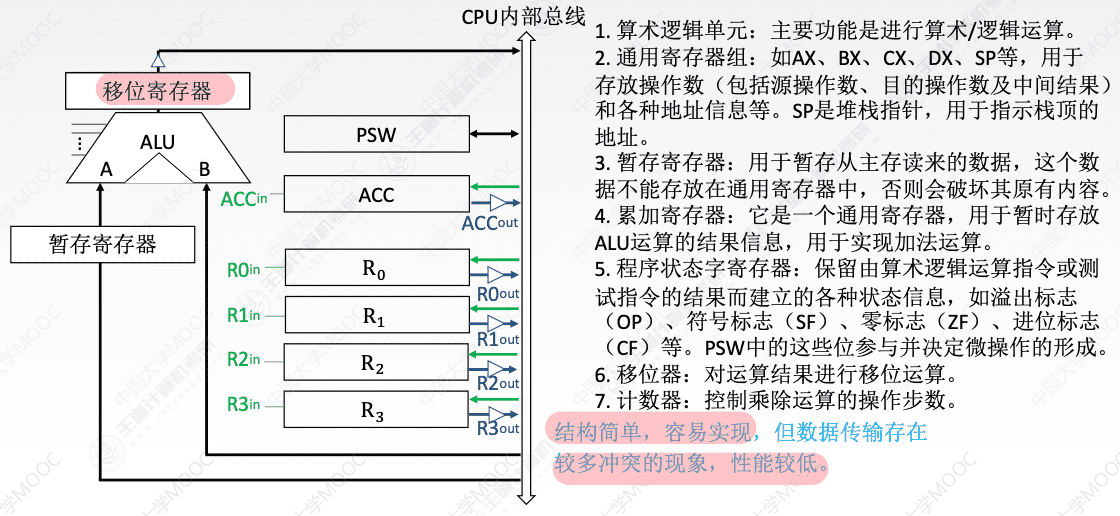 CPU内部总线
移位寄存器
ALU
A
B
暂存寄存器
PSW
ACCin
ACC
ACCout
R0in
R0
R0out
R1in
R1
R1out
R2in
R2
R2out
R3in
R3
R3out
1. 算术逻辑单元：主要功能是进行算术/逻辑运算。
2. 通用寄存器组：如AX、BX、CX、DX、SP等，用于
存放操作数（包括源操作数、目的操作数及中间结果）
和各种地址信息等。SP是堆栈指针，用于指示栈顶的
地址。
3. 暂存寄存器：用于暂存从主存读来的数据，这个数
据不能存放在通用寄存器中，否则会破坏其原有内容。
4. 累加寄存器：它是一个通用寄存器，用于暂时存放
ALU运算的结果信息，用于实现加法运算。
5. 程序状态字寄存器：保留由算术逻辑运算指令或测
试指令的结果而建立的各种状态信息，如溢出标志
（OP）、符号标志（SF）、零标志（ZF）、进位标志
（CF）等。PSW中的这些位参与并决定微操作的形成。
6. 移位器：对运算结果进行移位运算。
7. 计数器：控制乘除运算的操作步数。
结构简单，容易实现，但数据传输存在
较多冲突的现象，性能较低。
中国大学MOOC